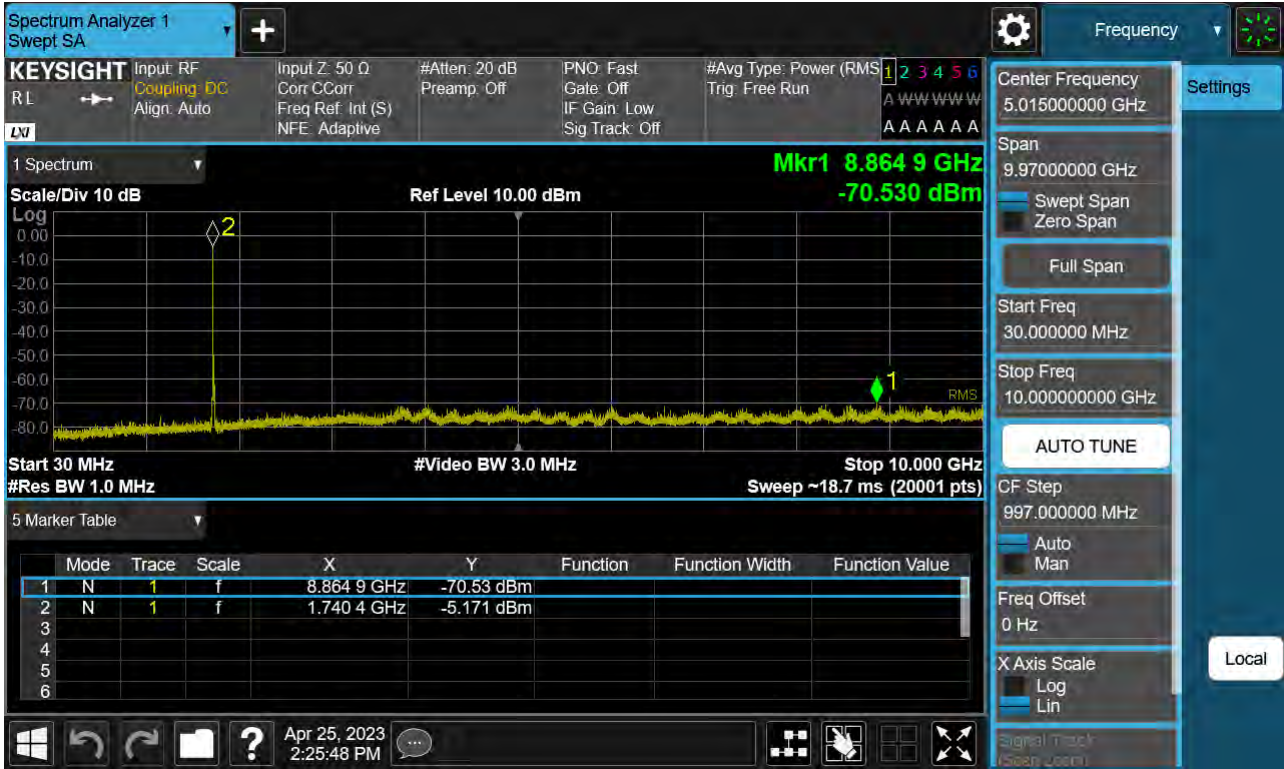 Spectrum Analyzer 1
Swept SA
+
Frequency
KEYSIGHT
RL
LXI
Input: RF
Coupling: DC
Align: Auto
Input Z: 50 Ω
Corr CCorr
Freq Ref: Int (S)
NFE: Adaptive
#Atten: 20 dB
Preamp: Off
PNO: Fast
Gate: Off
IF Gain: Low
Sig Track: Off
#Avg Type: Power (RMS
Trig: Free Run
1 2 3 4 5 6
A W W W W W
A A A A A A
1 Spectrum
Mkr1 8.864 9 GHz
Scale/Div 10 dB
Ref Level 10.00 dBm
-70.530 dBm
Log
0.00
-10.0
-20.0
-30.0
-40.0
-50.0
-60.0
-70.0
-80.0
2
1
RMS
Start 30 MHz
#Video BW 3.0 MHz
Stop 10.000 GHz
#Res BW 1.0 MHz
Sweep ~18.7 ms (20001 pts)
5 Marker Table
Mode Trace Scale X Y Function Function Width Function Value
1 N 1 f 8.864 9 GHz -70.53 dBm
2 N 1 f 1.740 4 GHz -5.171 dBm
3
4
5
6
?
Apr 25, 2023
2:25:48 PM
Center Frequency
5.015000000 GHz
Settings
Span
9.97000000 GHz
Swept Span
Zero Span
Full Span
Start Freq
30.000000 MHz
Stop Freq
10.000000000 GHz
AUTO TUNE
CF Step
997.000000 MHz
Auto
Man
Freq Offset
0 Hz
X Axis Scale
Log
Lin
Local
Signal Track
(Span Zoom)